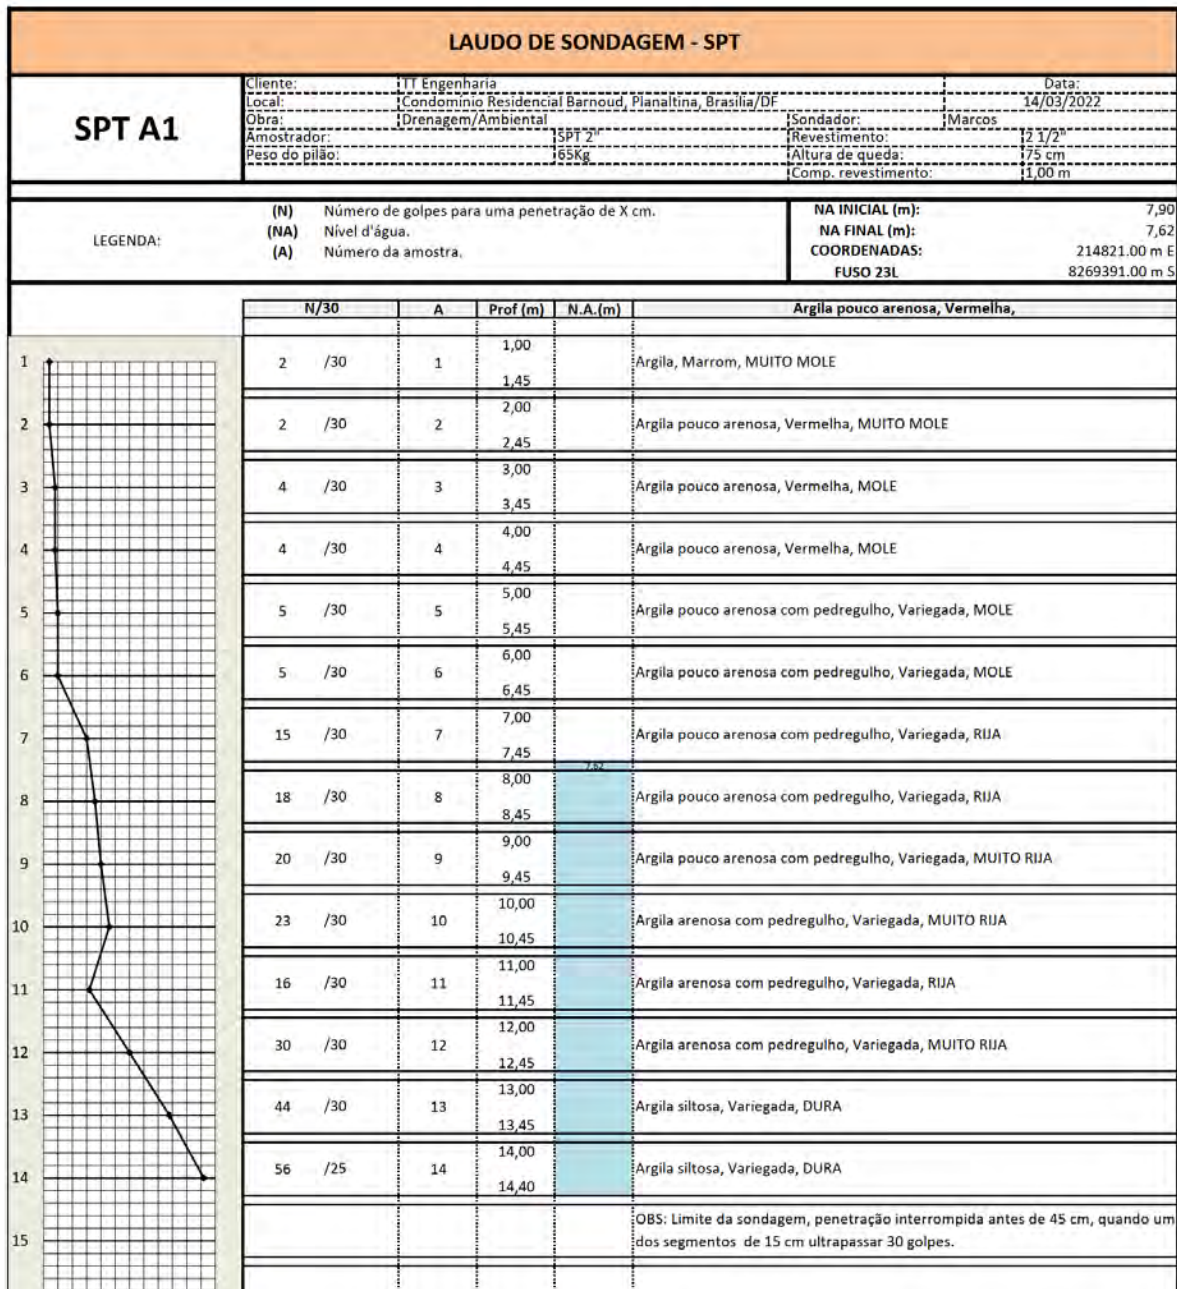 LAUDO DE SONDAGEM - SPT
SPT A1
Cliente: TT Engenharia Data:
Local: Condominio Residencial Barnoud, Planaltina, Brasília/DF 14/03/2022
Obra: Drenagem/Ambiental Sondador: Marcos
Amostrador: SPT 2" Revestimento: 2 1/2"
Peso do pilão: 65Kg Altura de queda: 75 cm
Comp. revestimento: 1,00 m
LEGENDA:
(N) Número de golpes para uma penetração de X cm.
(NA) Nível d'água.
(A) Número da amostra.
NA INICIAL (m): 7,90
NA FINAL (m): 7,62
COORDENADAS: 214821.00 m E
FUSO 23L 8269391.00 m S
N/30 A Prof (m) N.A.(m) Argila pouco arenosa, Vermelha,
1,00
1 2 /30 1 Argila, Marrom, MUITO MOLE
1,45
2,00
2 2 /30 2 Argila pouco arenosa, Vermelha, MUITO MOLE
2,45
3,00
3 4 /30 3 Argila pouco arenosa, Vermelha, MOLE
3,45
4,00
4 4 /30 4 Argila pouco arenosa, Vermelha, MOLE
4,45
5,00
5 5 /30 5 Argila pouco arenosa com pedregulho, Variegada, MOLE
5,45
6,00
6 5 /30 6 Argila pouco arenosa com pedregulho, Variegada, MOLE
6,45
7,00
7 15 /30 7 Argila pouco arenosa com pedregulho, Variegada, RIJA
7,45
7,62
8,00
8 18 /30 8 Argila pouco arenosa com pedregulho, Variegada, RIJA
8,45
9,00
9 20 /30 9 Argila pouco arenosa com pedregulho, Variegada, MUITO RIJA
9,45
10,00
10 23 /30 10 Argila arenosa com pedregulho, Variegada, MUITO RIJA
10,45
11,00
11 16 /30 11 Argila arenosa com pedregulho, Variegada, RIJA
11,45
12,00
12 30 /30 12 Argila arenosa com pedregulho, Variegada, MUITO RIJA
12,45
13,00
13 44 /30 13 Argila siltosa, Variegada, DURA
13,45
14,00
14 56 /25 14 Argila siltosa, Variegada, DURA
14,40
15
OBS: Limite da sondagem, penetração interrompida antes de 45 cm, quando um
dos segmentos de 15 cm ultrapassar 30 golpes.